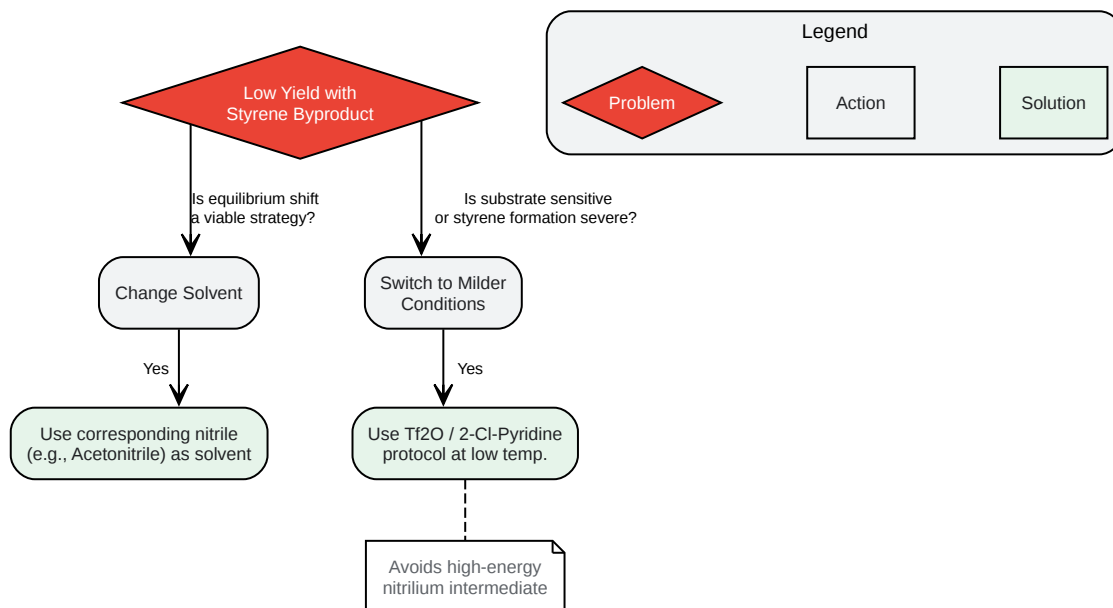 Legend
Problem
Action
Solution
Low Yield with
Styrene Byproduct
Is equilibrium shift
a viable strategy?
Is substrate sensitive
or styrene formation severe?
Change Solvent
Switch to Milder
Conditions
Yes
Yes
Use corresponding nitrile
(e.g., Acetonitrile) as solvent
Use Tf2O / 2-Cl-Pyridine
protocol at low temp.
Avoids high-energy
nitrilium intermediate